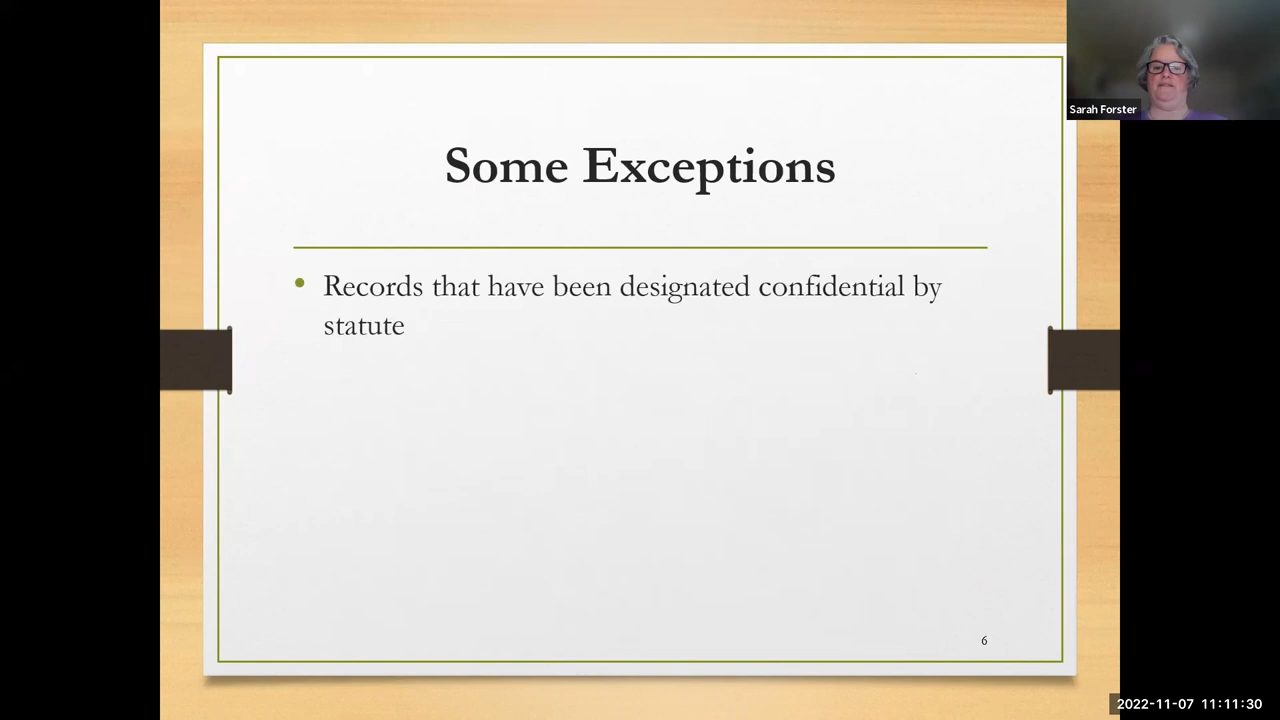 Sarah Forster
Some Exceptions
• Records that have been designated confidential by
statute
6
2022-11-07 11:11:30